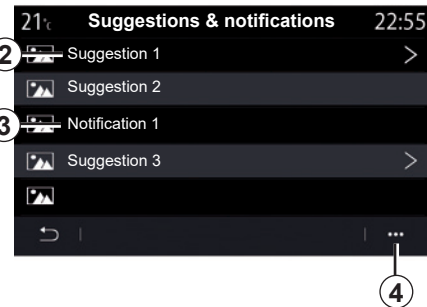 21°c Suggestions & notifications 22:55
2 Suggestion 1
Suggestion 2
3 Notification 1
Suggestion 3
4